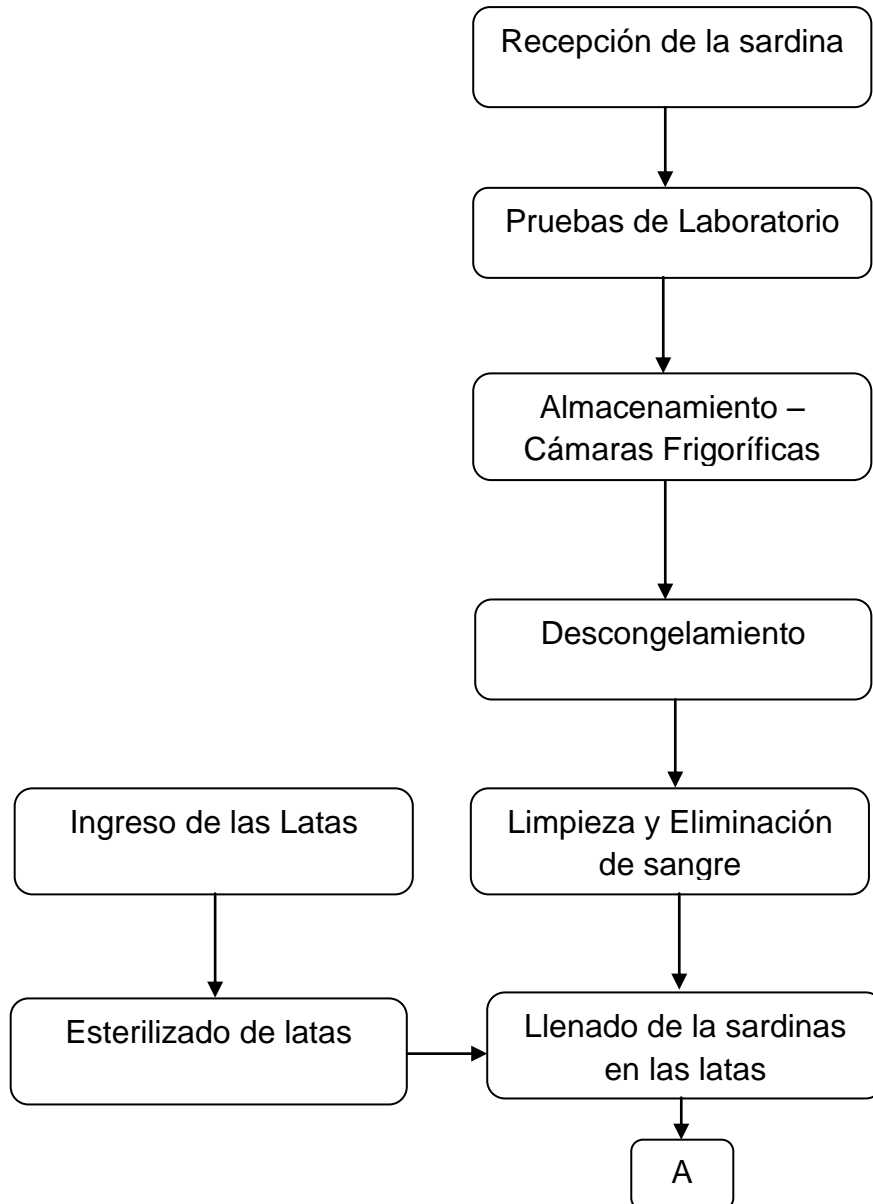 Recepción de la sardina
Pruebas de Laboratorio
Almacenamiento –
Cámaras Frigoríficas
Descongelamiento
Ingreso de las Latas
Limpieza y Eliminación
de sangre
Esterilizado de latas
Llenado de la sardinas
en las latas
A